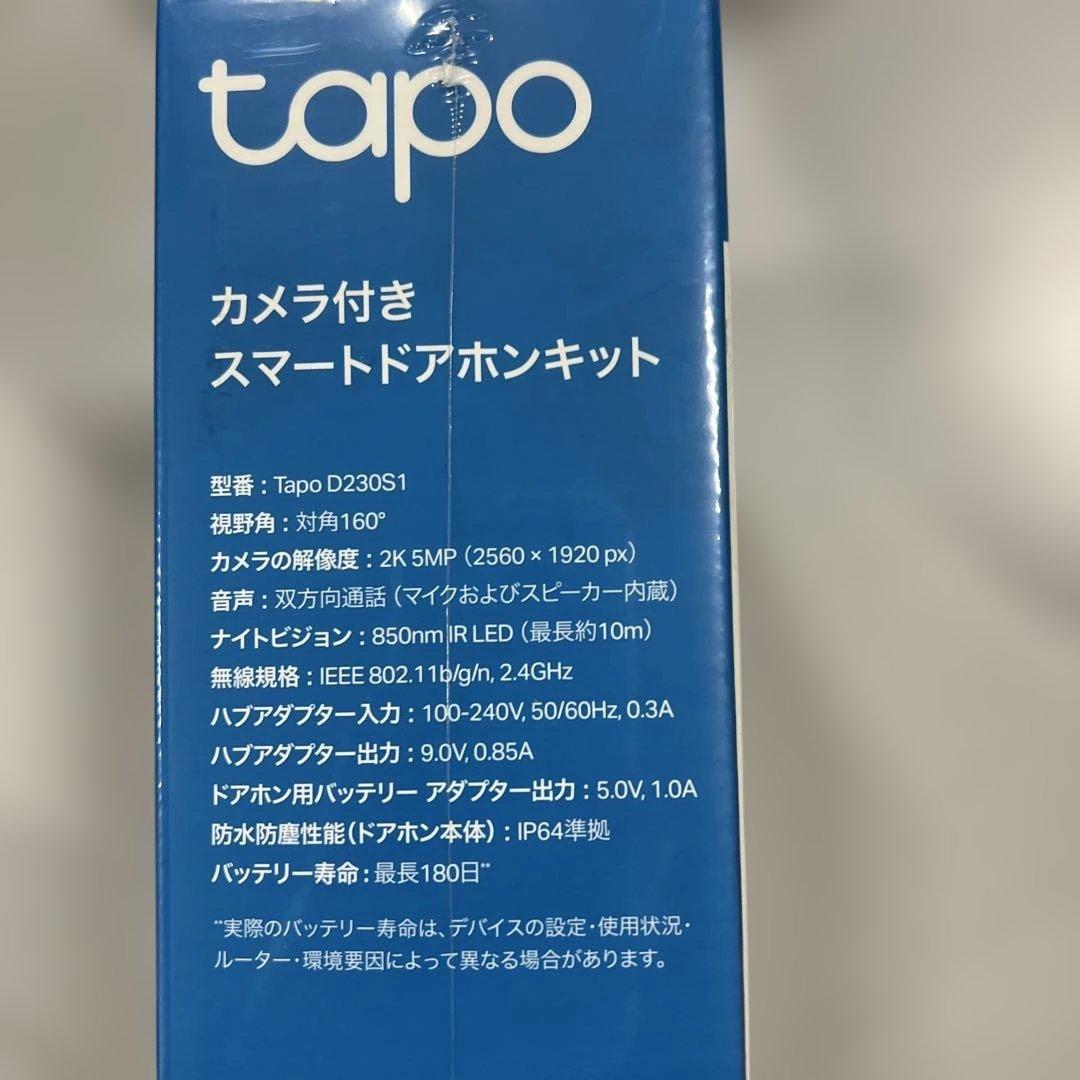 tapo
カメラ付き
スマートドアホンキット
型番：Tapo D230S1
視野角：対角160°
カメラの解像度：2K 5MP（2560 × 1920 px）
音声：双方向通話（マイクおよびスピーカー内蔵）
ナイトビジョン：850nm IR LED（最長約10m）
無線規格：IEEE 802.11b/g/n, 2.4GHz
ハブアダプター入力：100-240V, 50/60Hz, 0.3A
ハブアダプター出力：9.0V, 0.85A
ドアホン用バッテリー アダプター出力：5.0V, 1.0A
防水防塵性能（ドアホン本体）：IP64準拠
バッテリー寿命：最長180日**
**実際のバッテリー寿命は、デバイスの設定・使用状況・
ルーター・環境要因によって異なる場合があります。